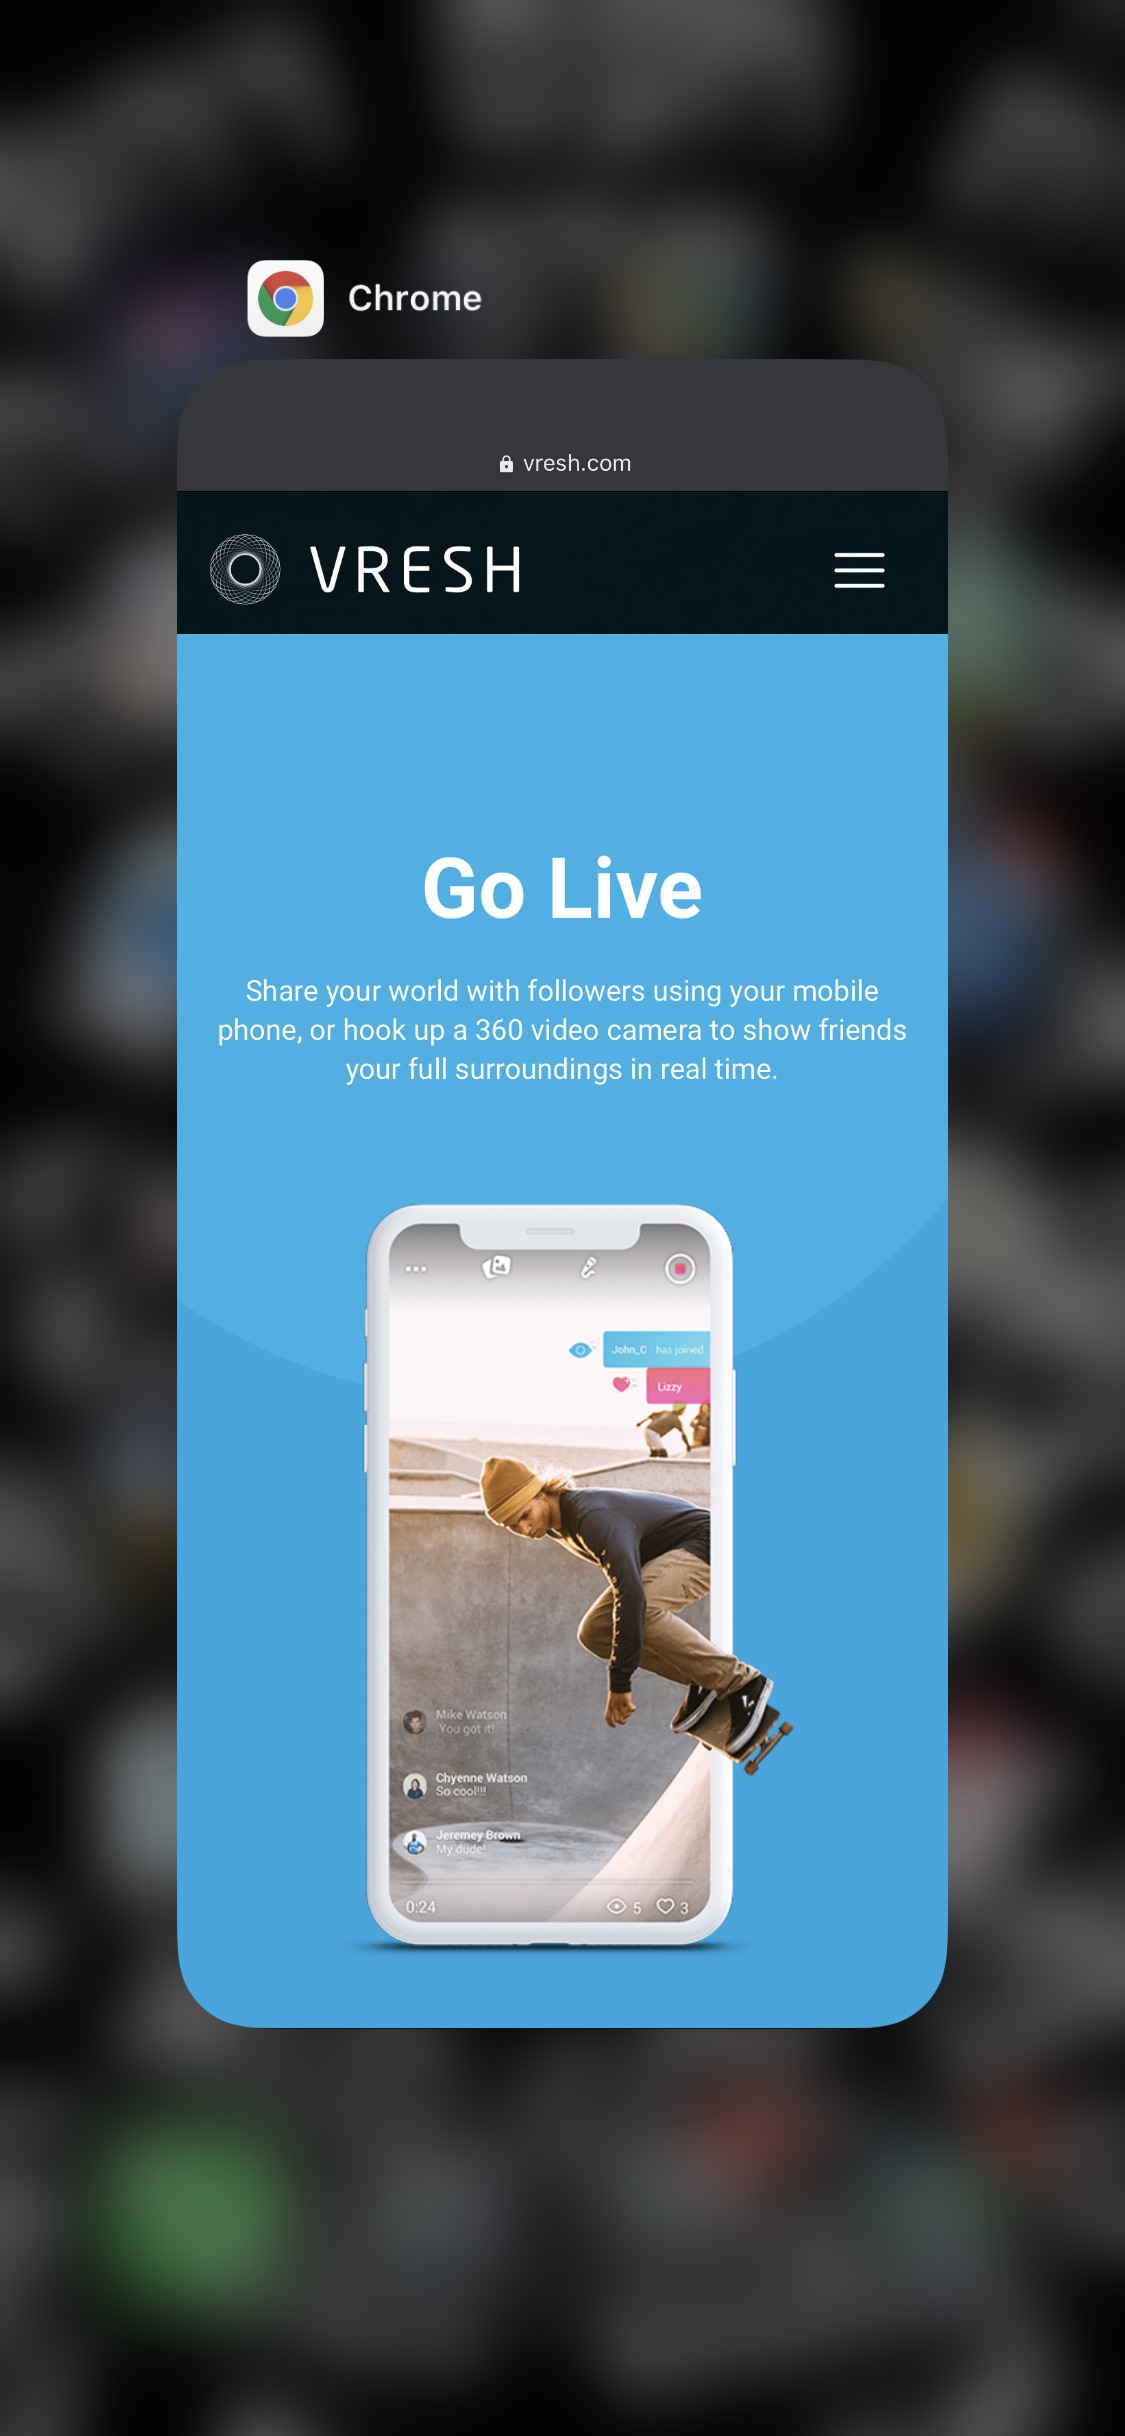 Chrome
vresh.com
VRESH
Go Live
Share your world with followers using your mobile
phone, or hook up a 360 video camera to show friends
your full surroundings in real time.
John_C has joined
Lizzy
Mike Watson
You got it!
Chyenne Watson
So cool!!!
Jeremey Brown
My dude!
0:24 5 3